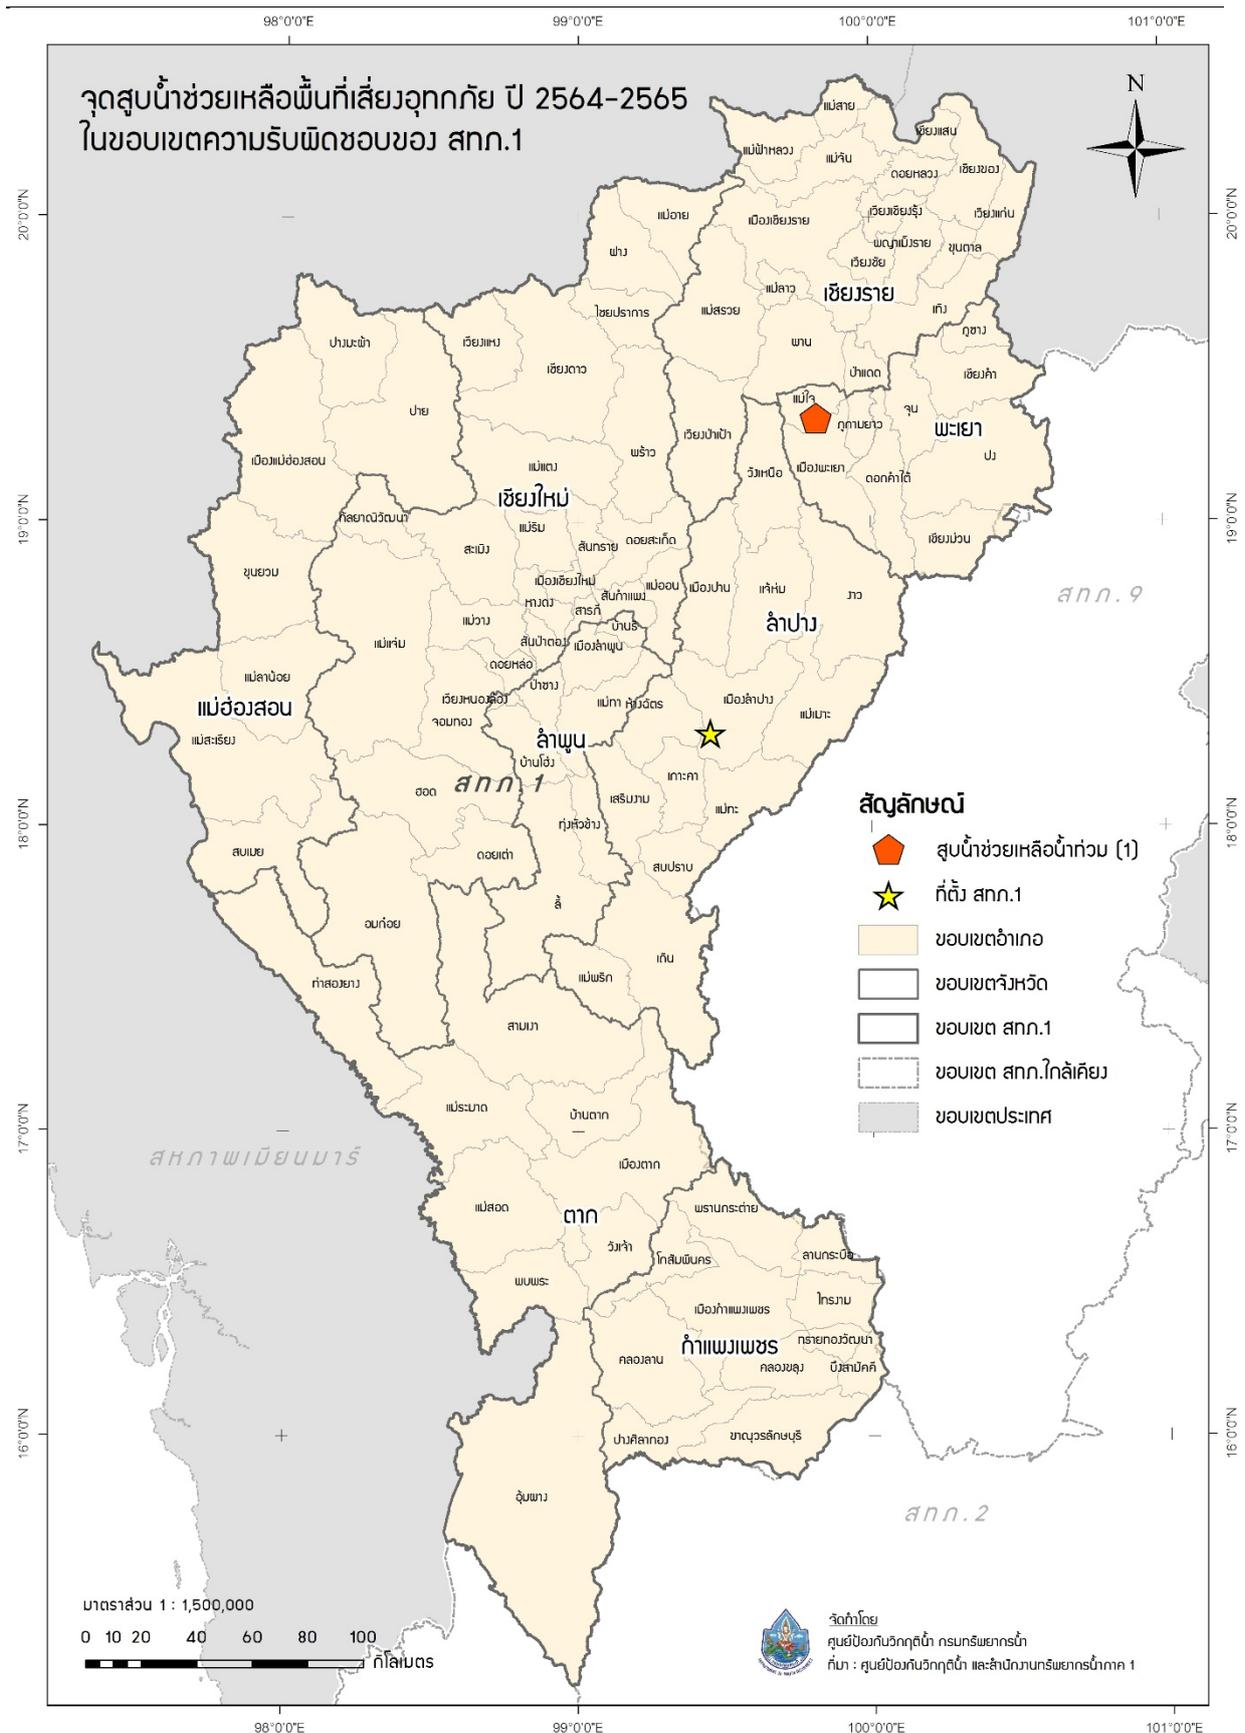 98°0'0"E 99°0'0"E 100°0'0"E 101°0'0"E
จุดสูบน้ำช่วยเหลือพื้นที่เสี่ยงอุทกภัย ปี 2564-2565
ในขอบเขตความรับผิดชอบของ สทภ.1
N
แม่สาย
เชียงแสน
แม่ฟ้าหลวง
แม่จัน
ดอยหลวง
เชียงของ
20°0'0"N
แม่อาย
เมืองเชียงราย
เวียงเชียงรุ้ง
เวียงแก่น
20°0'0"N
ฝาง
พญาเม็งราย
ขุนตาล
เวียงชัย
แม่ลาว
เชียงราย
ไชยปราการ
แม่สรวย
เทิง
ปางมะผ้า
เวียงแหง
พาน
ภูซาง
เชียงดาว
ป่าแดด
เชียงคำ
ปาย
แม่ใจ
จุน
ภูกามยาว
พะเยา
เวียงป่าเป้า
พร้าว
ปง
เมืองแม่ฮ่องสอน
แม่แตง
วังเหนือ
เมืองพะเยา
ดอกคำใต้
เชียงใหม่
19°0'0"N
กัลยาณิวัฒนา
แม่ริม
19°0'0"N
สะเมิง
สันทราย
ดอยสะเก็ด
เชียงม่วน
ขุนยวม
เมืองเชียงใหม่
แม่ออน
เมืองปาน
แจ้ห่ม
งาว
สทภ.9
หางดง
สันกำแพง
สารภี
แม่วาง
บ้านธิ
ลำปาง
แม่แจ่ม
สันป่าตอง
เมืองลำพูน
ดอยหล่อ
แม่ลาน้อย
ป่าซาง
แม่ฮ่องสอน
เวียงหนองล่อง
แม่ทา
ห้างฉัตร
เมืองลำปาง
แม่เมาะ
จอมทอง
แม่สะเรียง
ลำพูน
บ้านโฮ่ง
เกาะคา
สทภ.1
ฮอด
เสริมงาม
แม่ทะ
สัญลักษณ์
18°0'0"N
ทุ่งหัวช้าง
18°0'0"N
สบเมย
ดอยเต่า
สบปราบ
สูบน้ำช่วยเหลือน้ำท่วม (1)
ที่ตั้ง สทภ.1
ลี้
อมก๋อย
ขอบเขตอำเภอ
เถิน
ท่าสองยาง
แม่พริก
ขอบเขตจังหวัด
สามเงา
ขอบเขต สทภ.1
ขอบเขต สทภ.ใกล้เคียง
แม่ระมาด
บ้านตาก
ขอบเขตประเทศ
17°0'0"N
17°0'0"N
สหภาพเมียนมาร์
เมืองตาก
แม่สอด
ตาก
พรานกระต่าย
วังเจ้า
โกสัมพีนคร
ลานกระบือ
พบพระ
เมืองกำแพงเพชร
ไทรงาม
กำแพงเพชร
ทรายทองวัฒนา
คลองลาน
คลองขลุง
บึงสามัคคี
16°0'0"N
ปางศิลาทอง
ขาณุวรลักษบุรี
16°0'0"N
อุ้มผาง
สทภ.2
มาตราส่วน 1 : 1,500,000
0 10 20 40 60 80 100
กิโลเมตร
จัดทำโดย
ศูนย์ป้องกันวิกฤติน้ำ กรมทรัพยากรน้ำ
ที่มา : ศูนย์ป้องกันวิกฤติน้ำ และสำนักงานทรัพยากรน้ำภาค 1
98°0'0"E 99°0'0"E 100°0'0"E 101°0'0"E